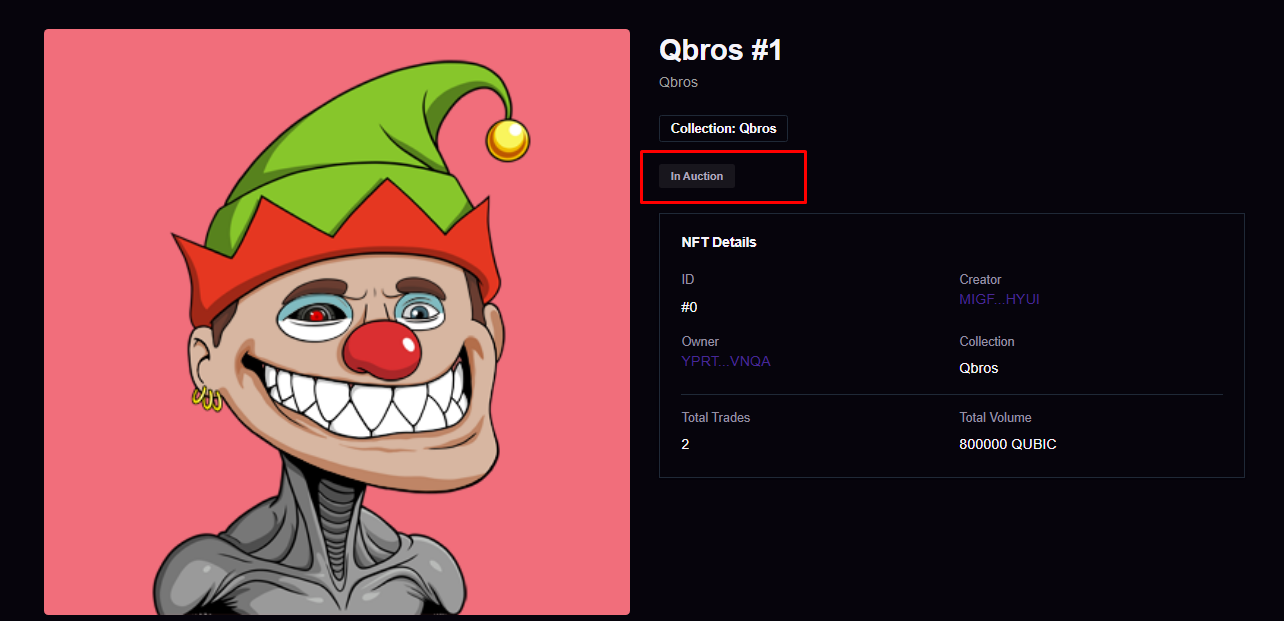 Qbros #1
Qbros
Collection: Qbros
In Auction
NFT Details
ID
#0
Creator
MIGF...HYUI
Owner
YPRT...VNQA
Collection
Qbros
Total Trades
2
Total Volume
800000 QUBIC